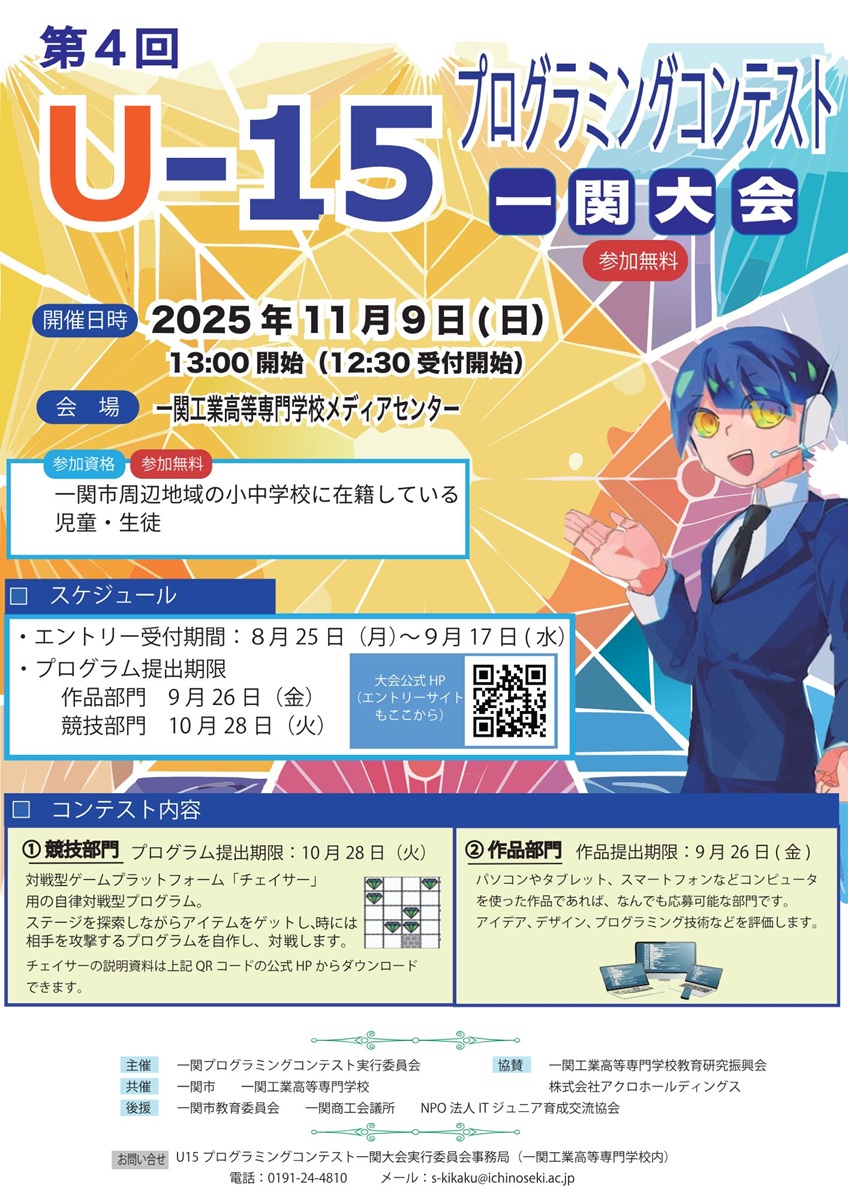 第4回
U-15
プログラミングコンテスト
一関大会
参加無料
開催日時 2025年11月9日(日)
13:00開始（12:30受付開始）
会　場 一関工業高等専門学校メディアセンター
参加資格 参加無料
一関市周辺地域の小中学校に在籍している
児童・生徒
□ スケジュール
・エントリー受付期間：８月25日（月）～９月17日(水)
・プログラム提出期限
作品部門　９月26日（金）
競技部門　10月28日（火）
大会公式HP
（エントリーサイト
もここから）
□ コンテスト内容
①競技部門 プログラム提出期限：10月28日（火）
対戦型ゲームプラットフォーム「チェイサー」
用の自律対戦型プログラム。
ステージを探索しながらアイテムをゲットし、時には
相手を攻撃するプログラムを自作し、対戦します。
チェイサーの説明資料は上記QRコードの公式HPからダウンロード
できます。
②作品部門 作品提出期限：9月26日(金)
パソコンやタブレット、スマートフォンなどコンピュータ
を使った作品であれば、なんでも応募可能な部門です。
アイデア、デザイン、プログラミング技術などを評価します。
主催 一関プログラミングコンテスト実行委員会
共催 一関市　一関工業高等専門学校
後援 一関市教育委員会　一関商工会議所　NPO法人ITジュニア育成交流協会
協賛 一関工業高等専門学校教育研究振興会
株式会社アクロホールディングス
お問い合せ U15プログラミングコンテスト一関大会実行委員会事務局（一関工業高等専門学校内）
電話：0191-24-4810　メール：s-kikaku@ichinoseki.ac.jp